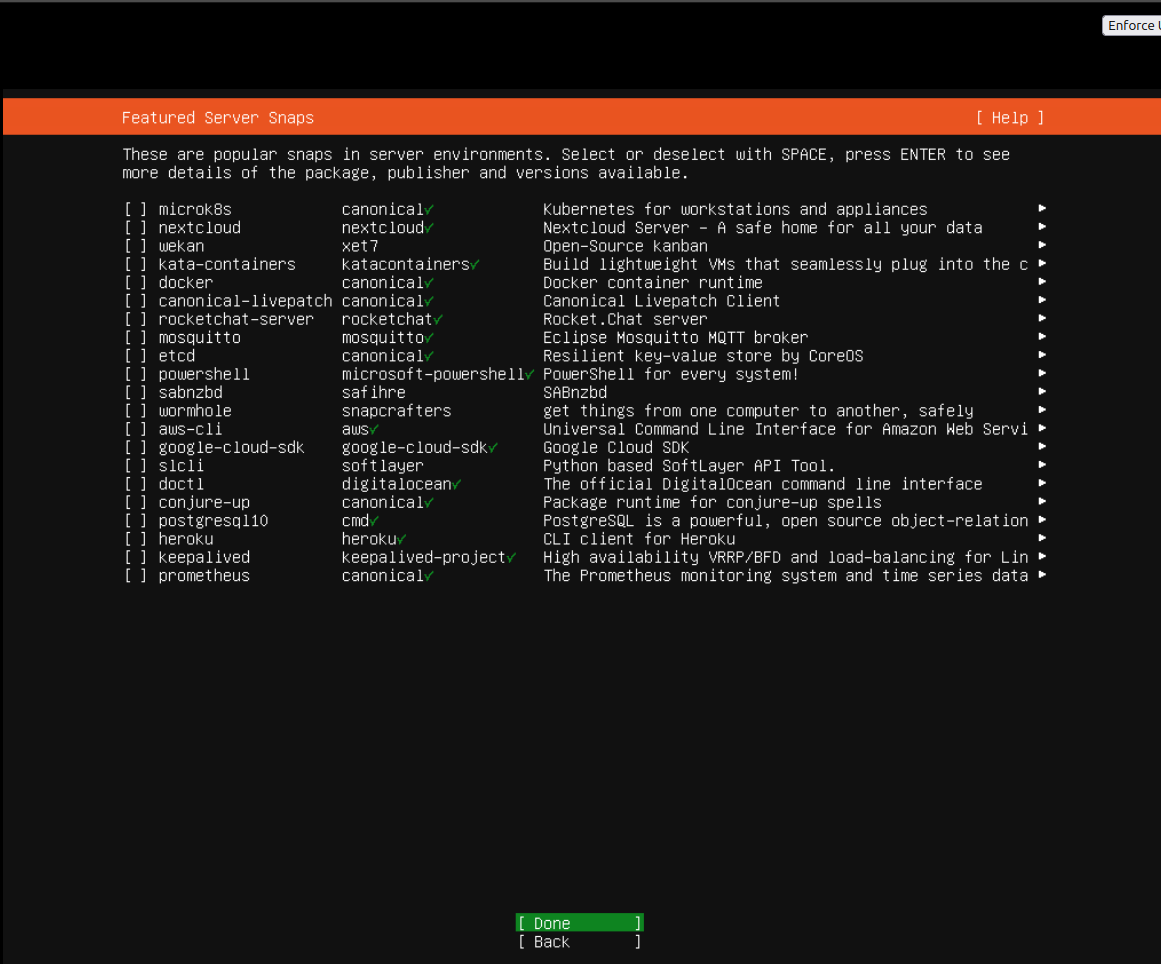 Enforce
Featured Server Snaps [ Help ]
These are popular snaps in server environments. Select or deselect with SPACE, press ENTER to see
more details of the package, publisher and versions available.
[ ] microk8s canonical✓ Kubernetes for workstations and appliances ▸
[ ] nextcloud nextcloud✓ Nextcloud Server - A safe home for all your data ▸
[ ] wekan xet7 Open-Source kanban ▸
[ ] kata-containers katacontainers✓ Build lightweight VMs that seamlessly plug into the c ▸
[ ] docker canonical✓ Docker container runtime ▸
[ ] canonical-livepatch canonical✓ Canonical Livepatch Client ▸
[ ] rocketchat-server rocketchat✓ Rocket.Chat server ▸
[ ] mosquitto mosquitto✓ Eclipse Mosquitto MQTT broker ▸
[ ] etcd canonical✓ Resilient key-value store by CoreOS ▸
[ ] powershell microsoft-powershell✓ PowerShell for every system! ▸
[ ] sabnzbd safihre SABnzbd ▸
[ ] wormhole snapcrafters get things from one computer to another, safely ▸
[ ] aws-cli aws✓ Universal Command Line Interface for Amazon Web Servi ▸
[ ] google-cloud-sdk google-cloud-sdk✓ Google Cloud SDK ▸
[ ] slcli softlayer Python based SoftLayer API Tool. ▸
[ ] doctl digitalocean✓ The official DigitalOcean command line interface ▸
[ ] conjure-up canonical✓ Package runtime for conjure-up spells ▸
[ ] postgresql10 cmd✓ PostgreSQL is a powerful, open source object-relation ▸
[ ] heroku heroku✓ CLI client for Heroku ▸
[ ] keepalived keepalived-project✓ High availability VRRP/BFD and load-balancing for Lin ▸
[ ] prometheus canonical✓ The Prometheus monitoring system and time series data ▸
[ Done ]
[ Back ]